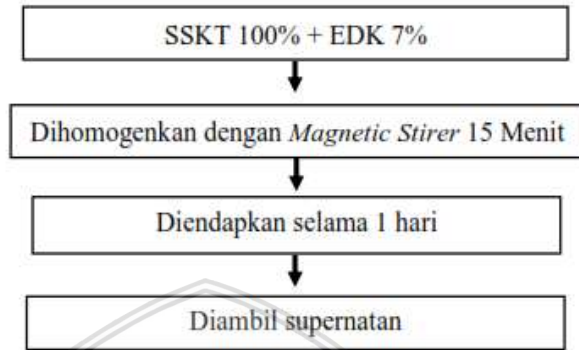 SSKT 100% + EDK 7%
Dihomogenkan dengan Magnetic Stirer 15 Menit
Diendapkan selama 1 hari
Diambil supernatan